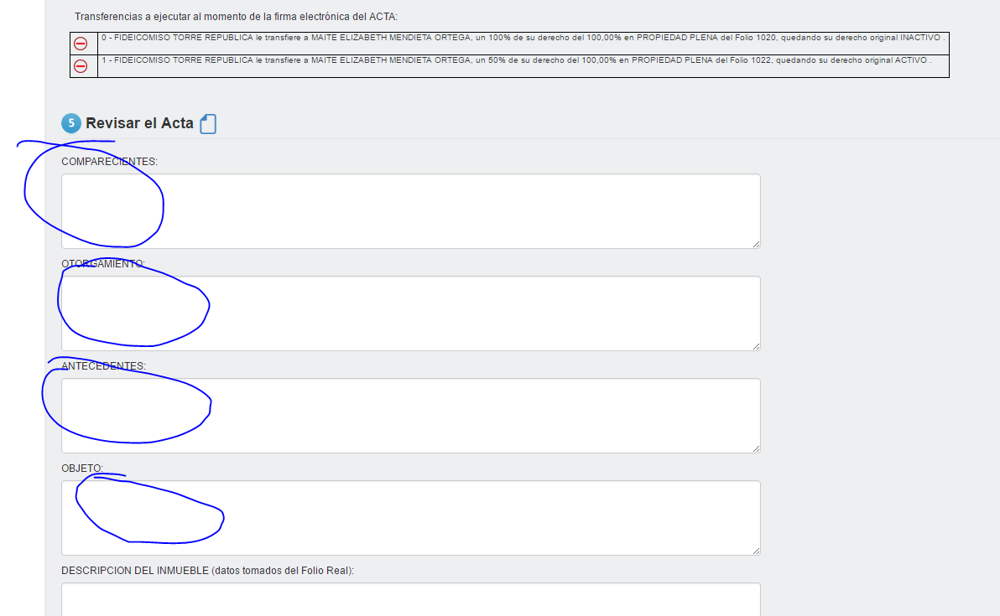 Transferencias a ejecutar al momento de la firma electrónica del ACTA:
0 - FIDEICOMISO TORRE REPUBLICA le transfiere a MAITE ELIZABETH MENDIETA ORTEGA, un 100% de su derecho del 100,00% en PROPIEDAD PLENA del Folio 1020, quedando su derecho original INACTIVO .
1 - FIDEICOMISO TORRE REPUBLICA le transfiere a MAITE ELIZABETH MENDIETA ORTEGA, un 50% de su derecho del 100,00% en PROPIEDAD PLENA del Folio 1022, quedando su derecho original ACTIVO .
5 Revisar el Acta
COMPARECIENTES:
OTORGAMIENTO:
ANTECEDENTES:
OBJETO:
DESCRIPCION DEL INMUEBLE (datos tomados del Folio Real):